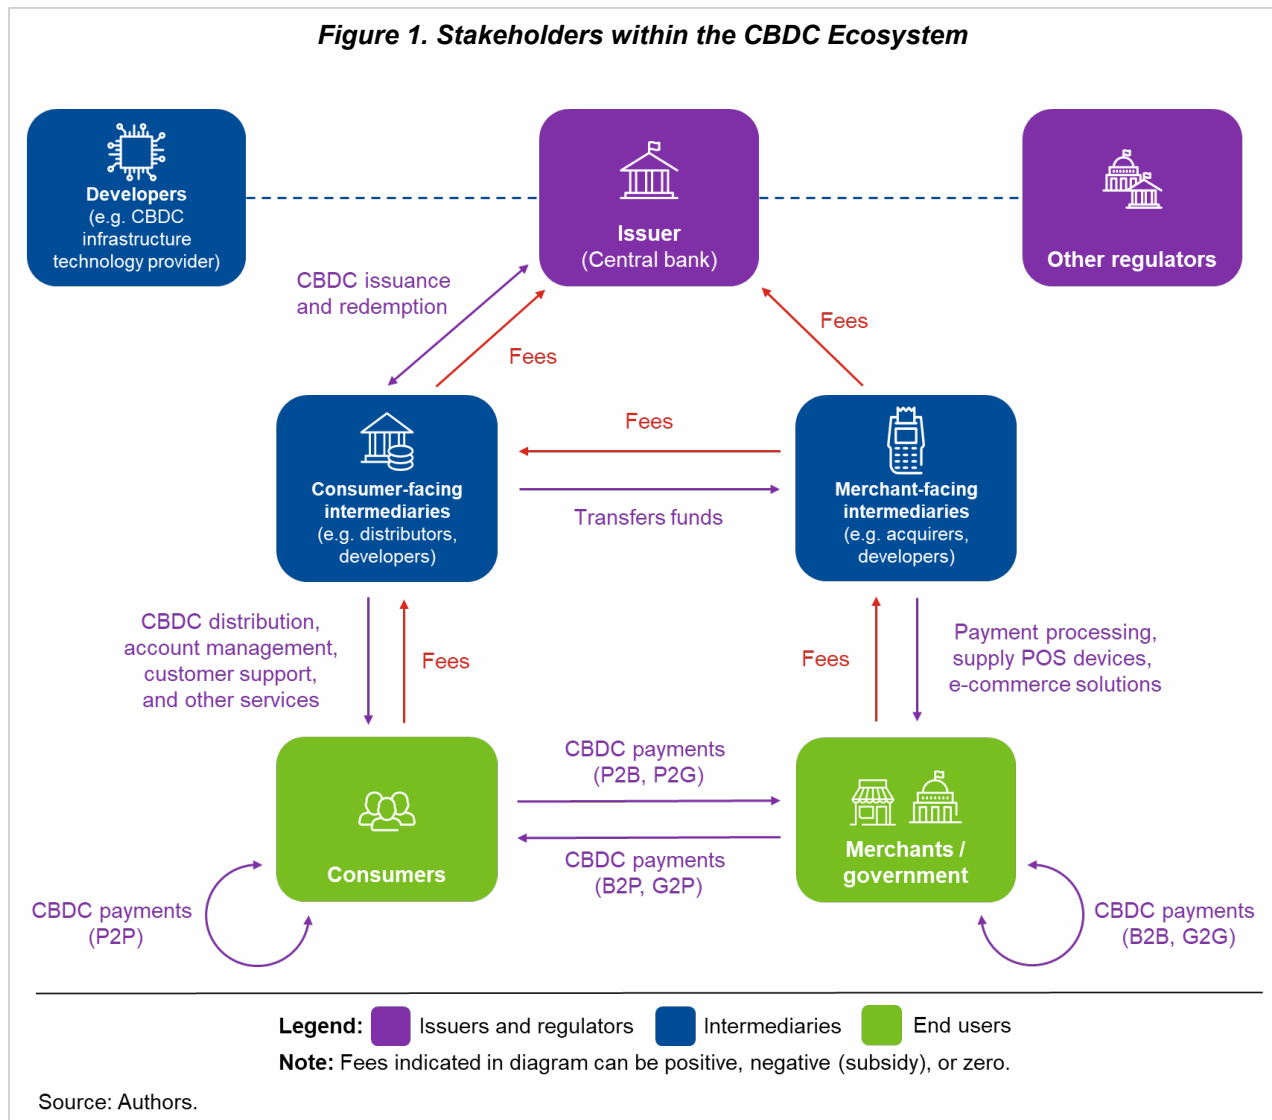 Figure 1. Stakeholders within the CBDC Ecosystem
Developers
(e.g. CBDC
infrastructure
technology provider)
Issuer
(Central bank)
Other regulators
CBDC issuance
and redemption
Fees
Fees
Fees
Transfers funds
Consumer-facing
intermediaries
(e.g. distributors,
developers)
Merchant-facing
intermediaries
(e.g. acquirers,
developers)
CBDC distribution,
account management,
customer support,
and other services
Fees
Fees
Payment processing,
supply POS devices,
e-commerce solutions
CBDC payments
(P2B, P2G)
CBDC payments
(B2P, G2P)
Consumers
Merchants /
government
CBDC payments
(P2P)
CBDC payments
(B2B, G2G)
Legend: Issuers and regulators Intermediaries End users
Note: Fees indicated in diagram can be positive, negative (subsidy), or zero.
Source: Authors.